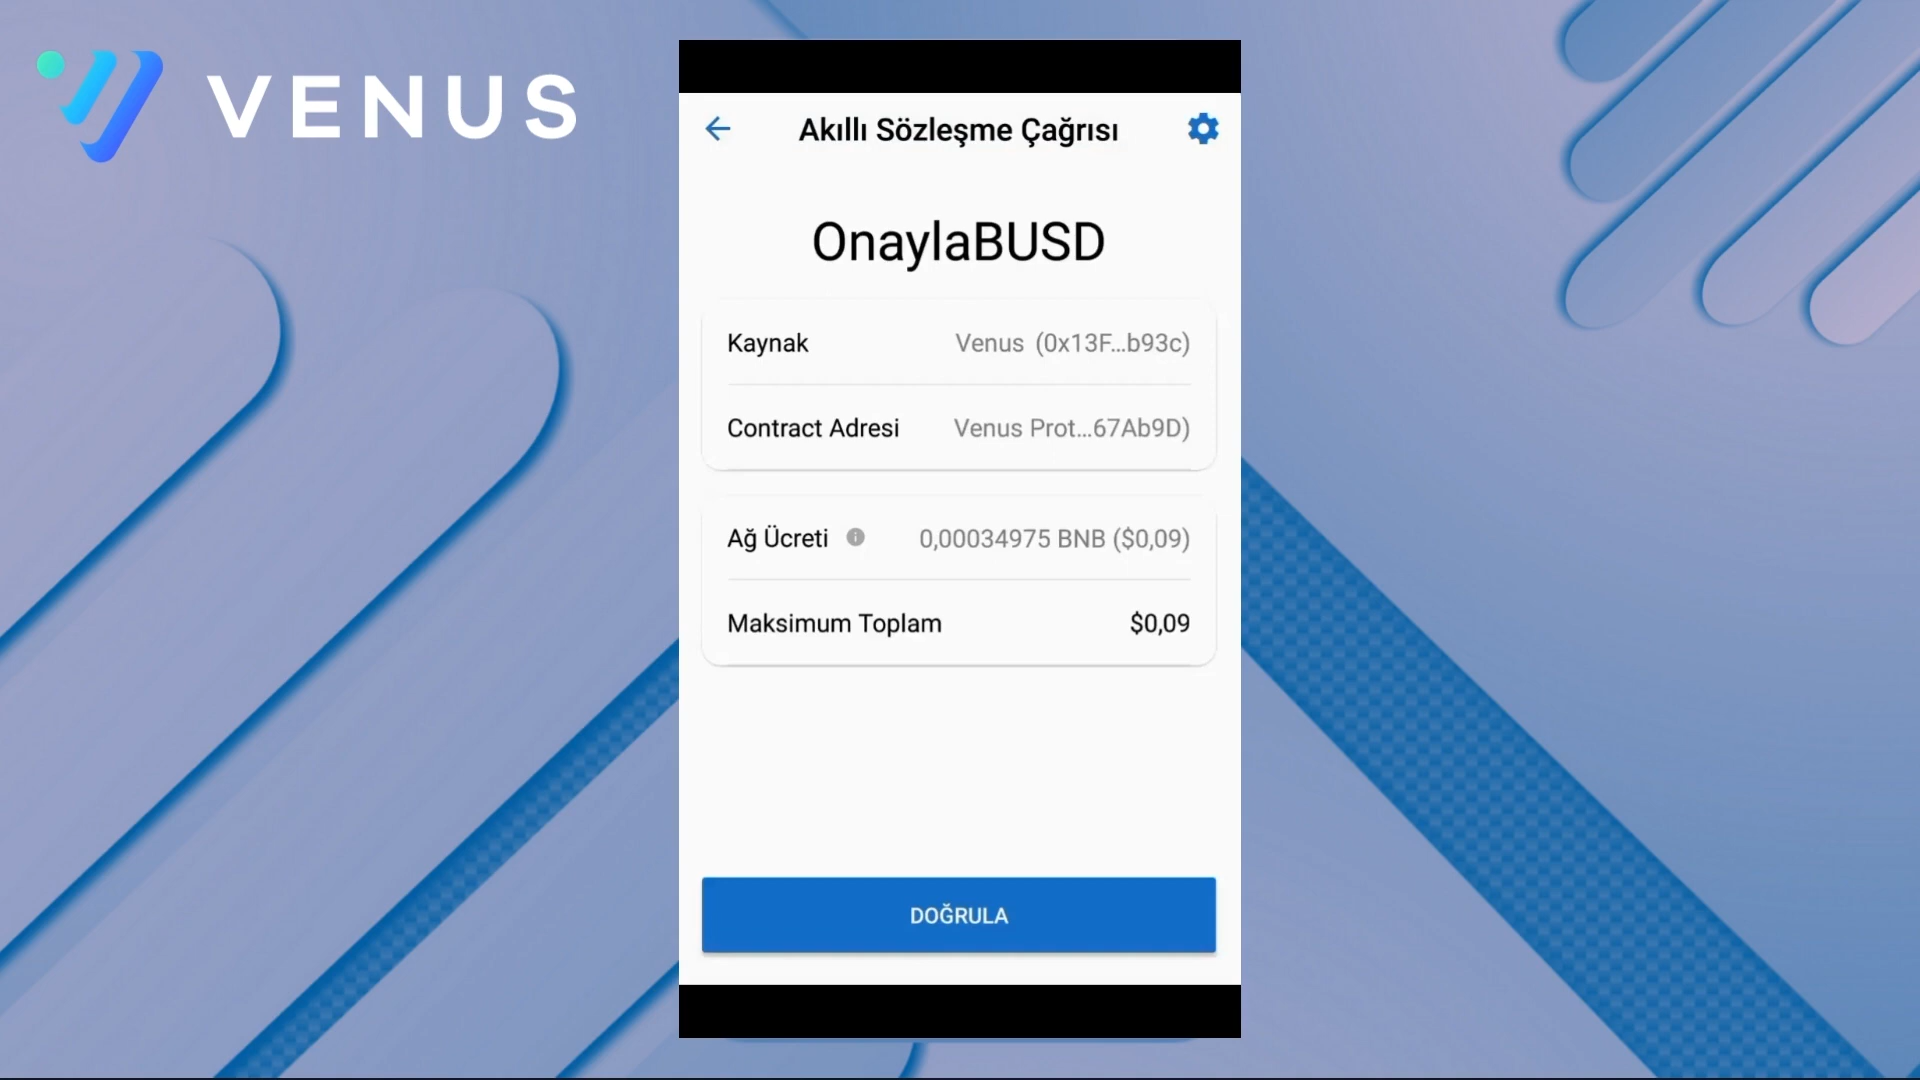 VENUS
Akıllı Sözleşme Çağrısı
OnaylaBUSD
Kaynak Venus (0x13F...b93c)
Contract Adresi Venus Prot...67Ab9D)
Ağ Ücreti 0,00034975 BNB ($0,09)
Maksimum Toplam $0,09
DOĞRULA